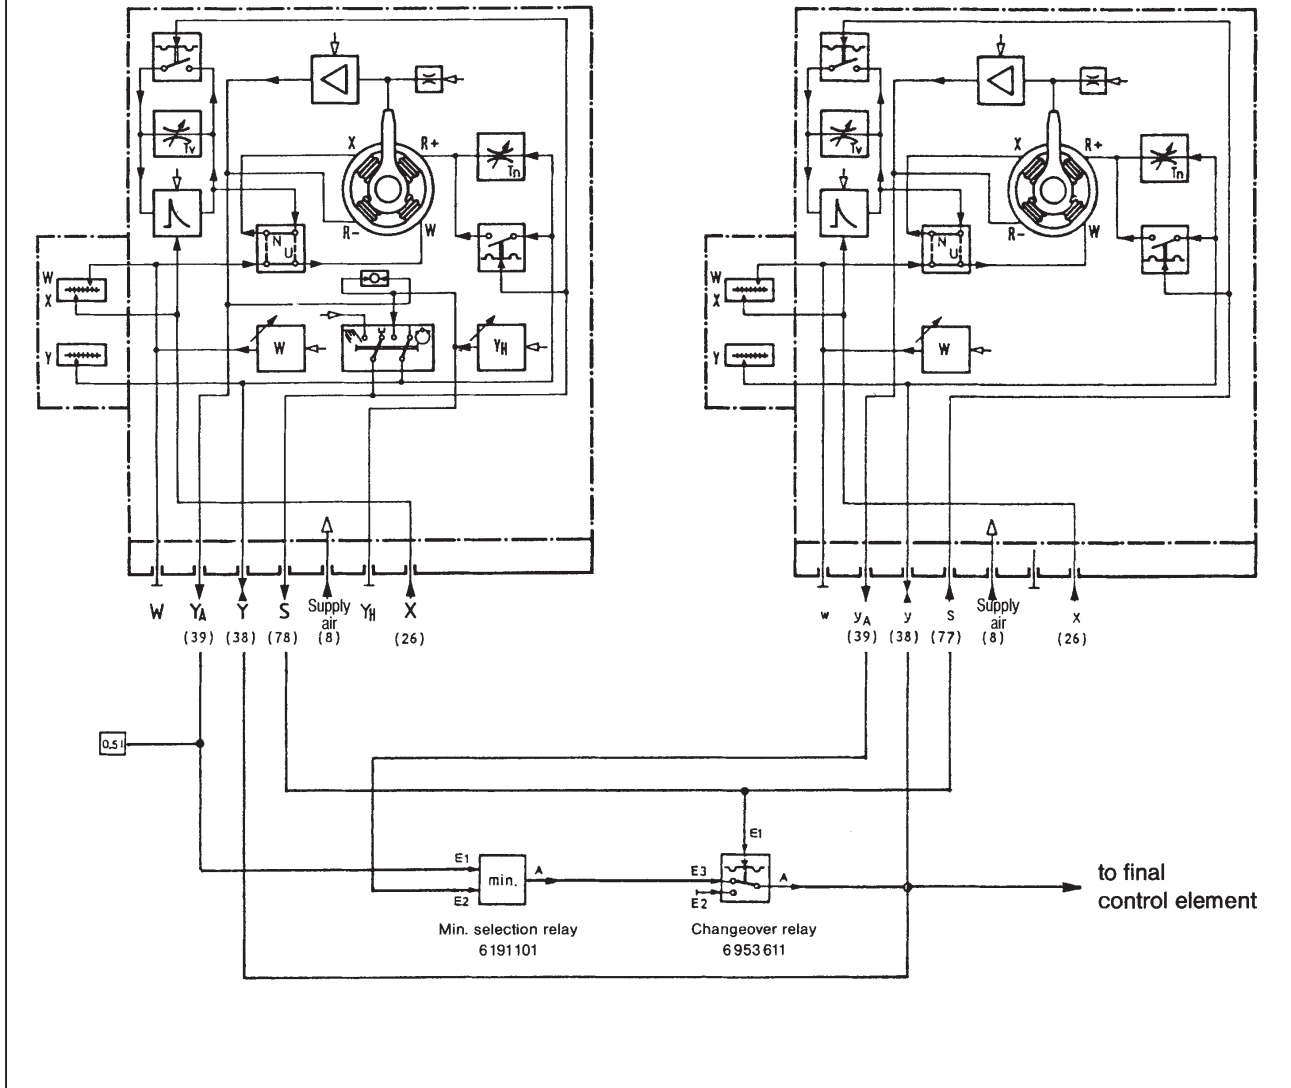 X
R+
Tv
Tn
R-
W
N
U
W
X
Y
W
YH
W YA Y S Supply air YH X
(39) (38) (78) (8) (26)
X
R+
Tv
Tn
R-
W
N
U
W
X
Y
W
w yA y s Supply air x
(39) (38) (77) (8) (26)
0.5 l
E1
E1
min.
A
E3
A
E2
E2
to final
control element
Min. selection relay
6191101
Changeover relay
6953611